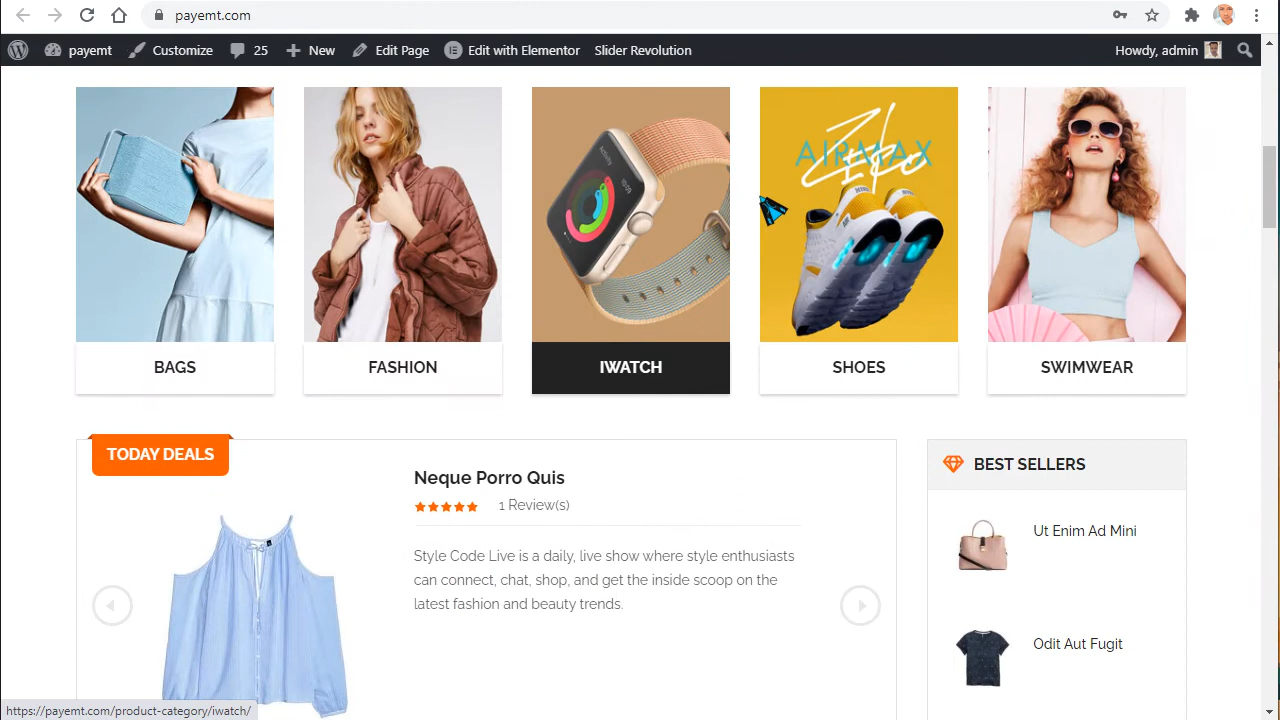 payemt.com
payemt
Customize
25
New
Edit Page
Edit with Elementor
Slider Revolution
Howdy, admin
AIRMAX
Zero
BAGS
FASHION
IWATCH
SHOES
SWIMWEAR
TODAY DEALS
Neque Porro Quis
1 Review(s)
Style Code Live is a daily, live show where style enthusiasts
can connect, chat, shop, and get the inside scoop on the
latest fashion and beauty trends.
BEST SELLERS
Ut Enim Ad Mini
Odit Aut Fugit
https://payemt.com/product-category/iwatch/